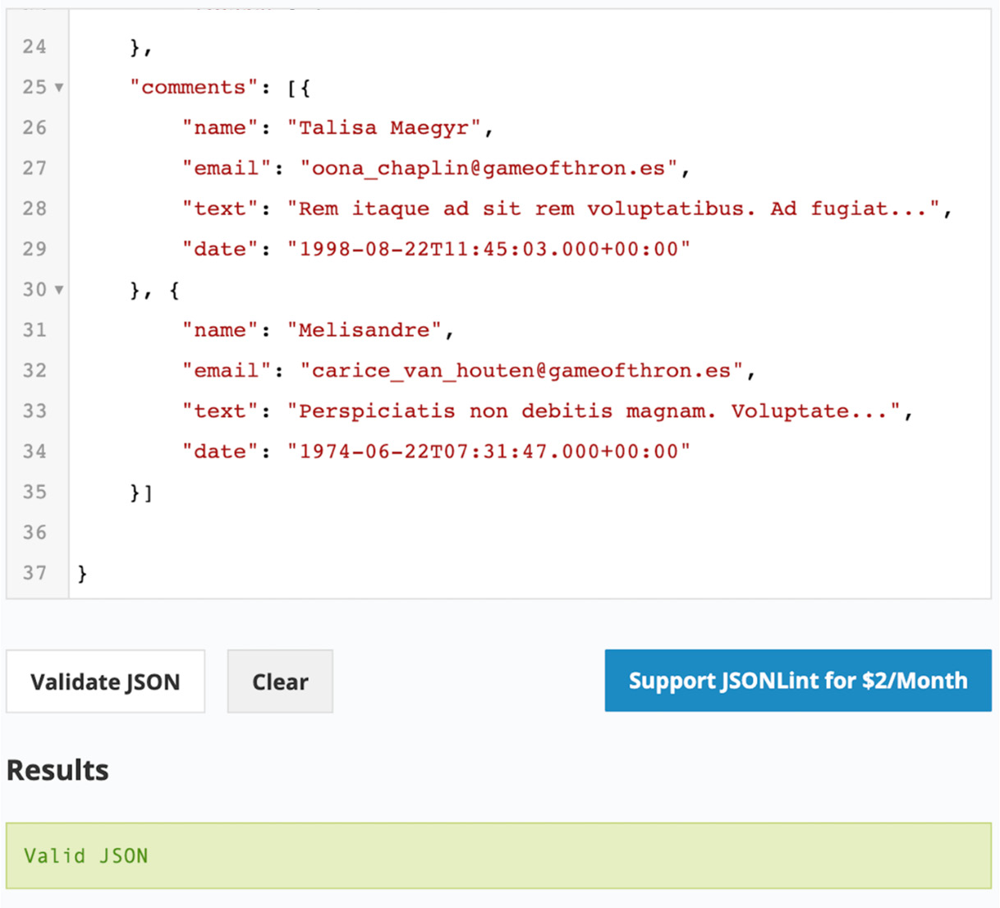 24 },
25 ▼ "comments": [{
26 "name": "Talisa Maegyr",
27 "email": "oona_chaplin@gameofthron.es",
28 "text": "Rem itaque ad sit rem voluptatibus. Ad fugiat...",
29 "date": "1998-08-22T11:45:03.000+00:00"
30 ▼ }, {
31 "name": "Melisandre",
32 "email": "carice_van_houten@gameofthron.es",
33 "text": "Perspiciatis non debitis magnam. Voluptate...",
34 "date": "1974-06-22T07:31:47.000+00:00"
35 }]
36
37 }
Validate JSON Clear Support JSONLint for $2/Month
Results
Valid JSON